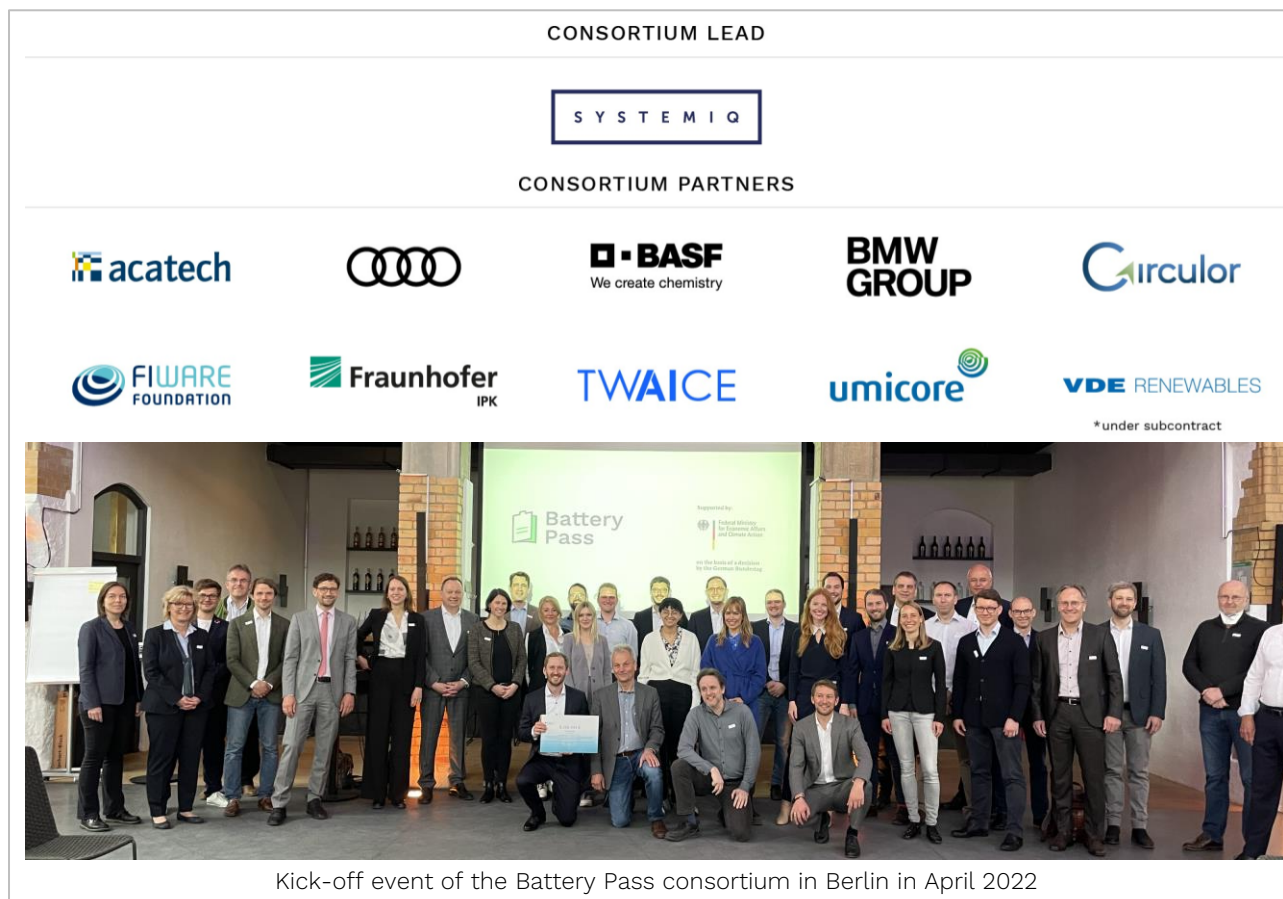 CONSORTIUM LEAD
SYSTEMIQ
CONSORTIUM PARTNERS
acatech
BASF
We create chemistry
BMW
GROUP
Circulor
FIWARE
FOUNDATION
Fraunhofer
IPK
TWAICE
umicore
VDE RENEWABLES
*under subcontract
Battery
Pass
Supported by:
Federal Ministry
for Economic Affairs
and Climate Action
on the basis of a decision
by the German Bundestag
Kick-off event of the Battery Pass consortium in Berlin in April 2022